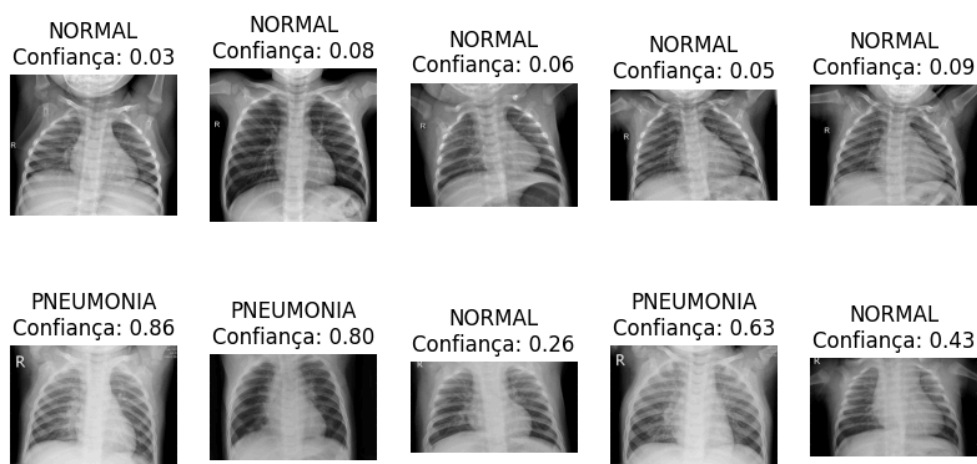 NORMAL
Confiança: 0.03
NORMAL
Confiança: 0.08
NORMAL
Confiança: 0.06
NORMAL
Confiança: 0.05
NORMAL
Confiança: 0.09
R
R
R
R
R
PNEUMONIA
Confiança: 0.86
PNEUMONIA
Confiança: 0.80
NORMAL
Confiança: 0.26
PNEUMONIA
Confiança: 0.63
NORMAL
Confiança: 0.43
R
R
R
R